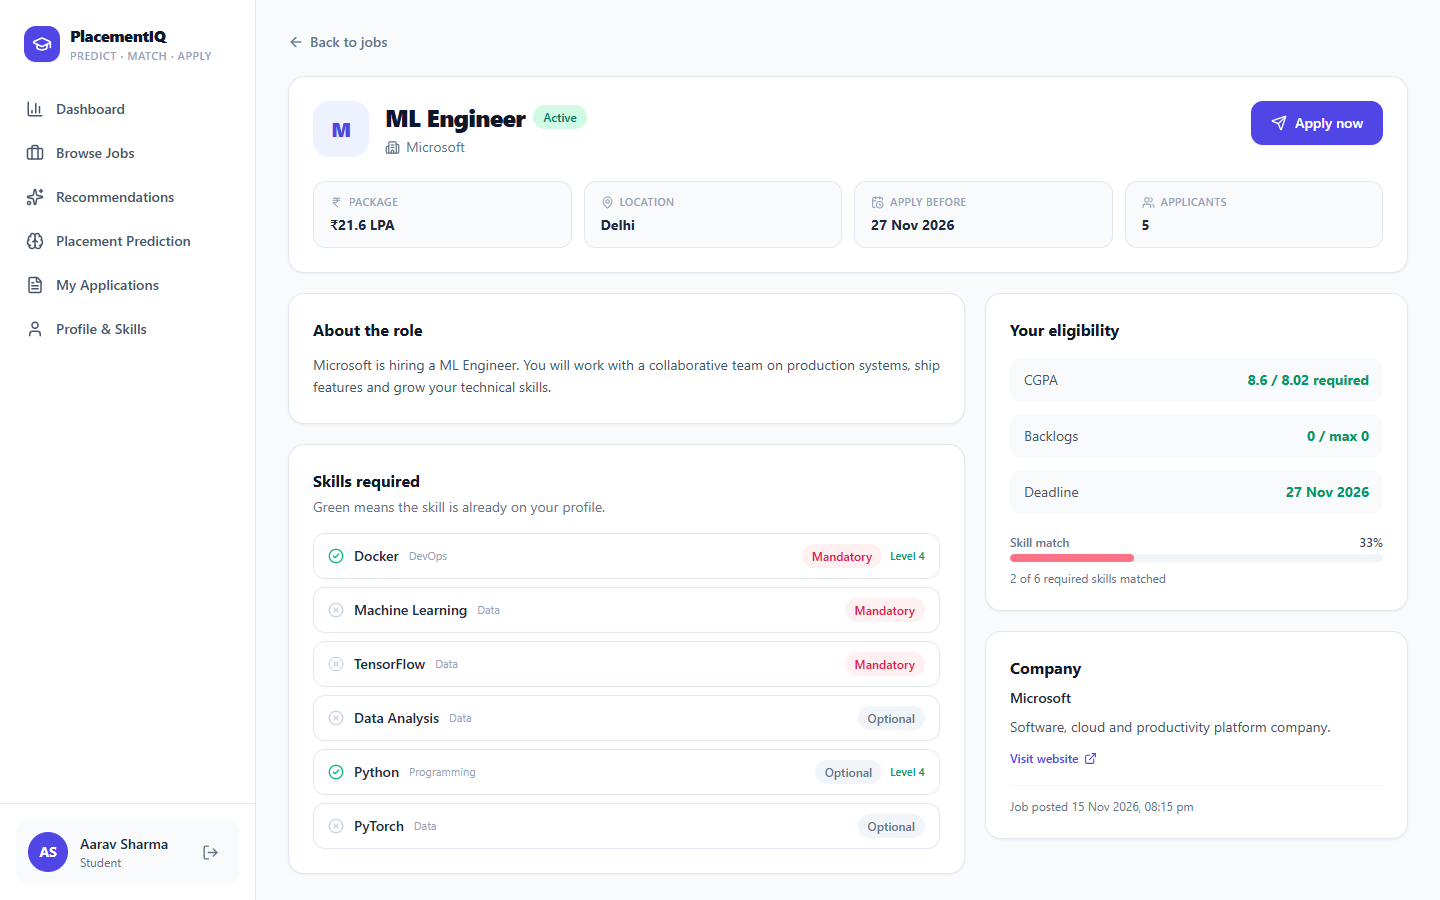 PlacementIQ
PREDICT · MATCH · APPLY
Dashboard
Browse Jobs
Recommendations
Placement Prediction
My Applications
Profile & Skills
AS
Aarav Sharma
Student
Back to jobs
M
ML Engineer Active
Microsoft
Apply now
PACKAGE
₹21.6 LPA
LOCATION
Delhi
APPLY BEFORE
27 Nov 2026
APPLICANTS
5
About the role
Microsoft is hiring a ML Engineer. You will work with a collaborative team on production systems, ship
features and grow your technical skills.
Skills required
Green means the skill is already on your profile.
Docker DevOps Mandatory Level 4
Machine Learning Data Mandatory
TensorFlow Data Mandatory
Data Analysis Data Optional
Python Programming Optional Level 4
PyTorch Data Optional
Your eligibility
CGPA 8.6 / 8.02 required
Backlogs 0 / max 0
Deadline 27 Nov 2026
Skill match 33%
2 of 6 required skills matched
Company
Microsoft
Software, cloud and productivity platform company.
Visit website
Job posted 15 Nov 2026, 08:15 pm